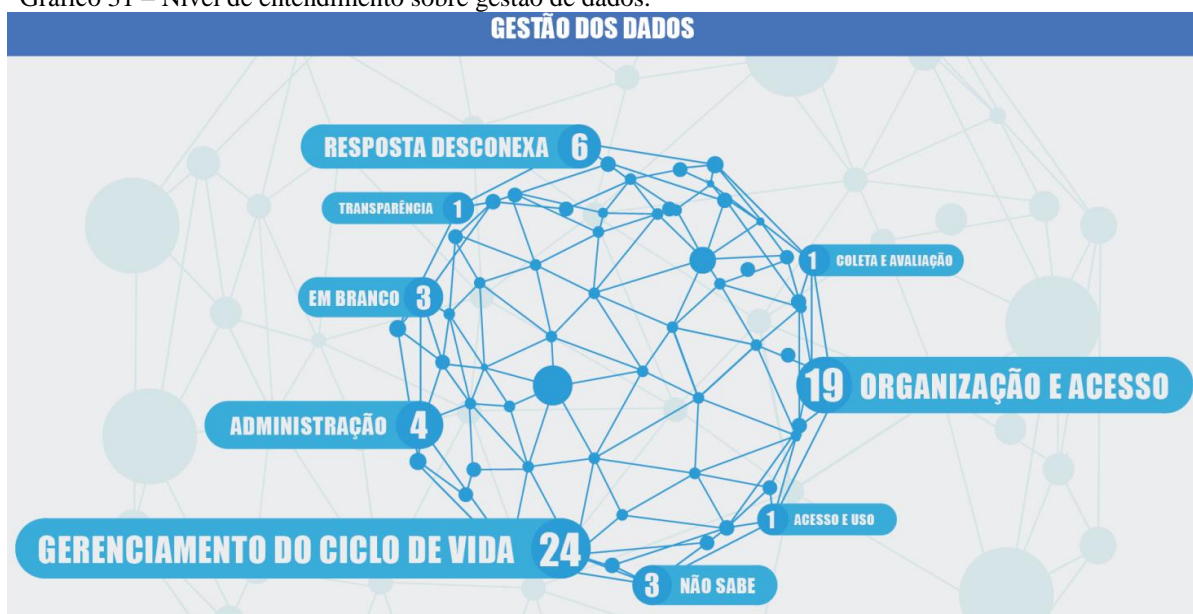 Gráfico 31 – Nível de entendimento sobre gestão de dados.
GESTÃO DOS DADOS
RESPOSTA DESCONEXA 6
TRANSPARÊNCIA 1
1 COLETA E AVALIAÇÃO
EM BRANCO 3
19 ORGANIZAÇÃO E ACESSO
ADMINISTRAÇÃO 4
1 ACESSO E USO
GERENCIAMENTO DO CICLO DE VIDA 24
3 NÃO SABE